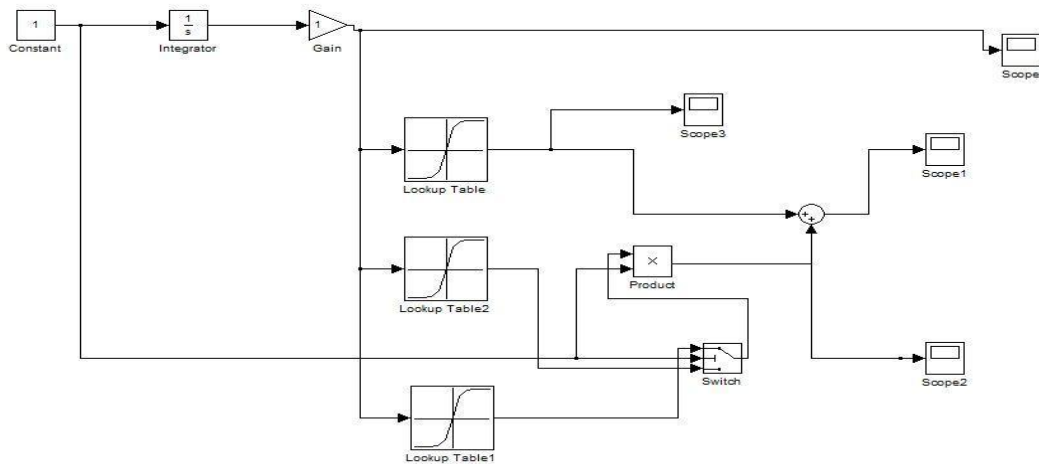 1
Constant
1
s
Integrator
1
Gain
Scope
Scope3
Lookup Table
Scope1
+
+
Lookup Table2
×
Product
Switch
Scope2
Lookup Table1